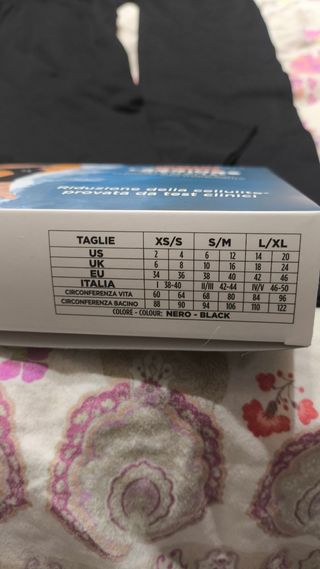 Riduzione della cellulite
provata da test clinici
TAGLIE XS/S S/M L/XL
US 2 4 6 12 14 20
UK 6 8 10 16 18 24
EU 34 36 38 40 42 46
ITALIA I 38-40 II/III 42-44 IV/V 46-50
CIRCONFERENZA VITA 60 64 68 80 84 96
CIRCONFERENZA BACINO 88 90 94 106 110 122
COLORE - COLOUR: NERO - BLACK